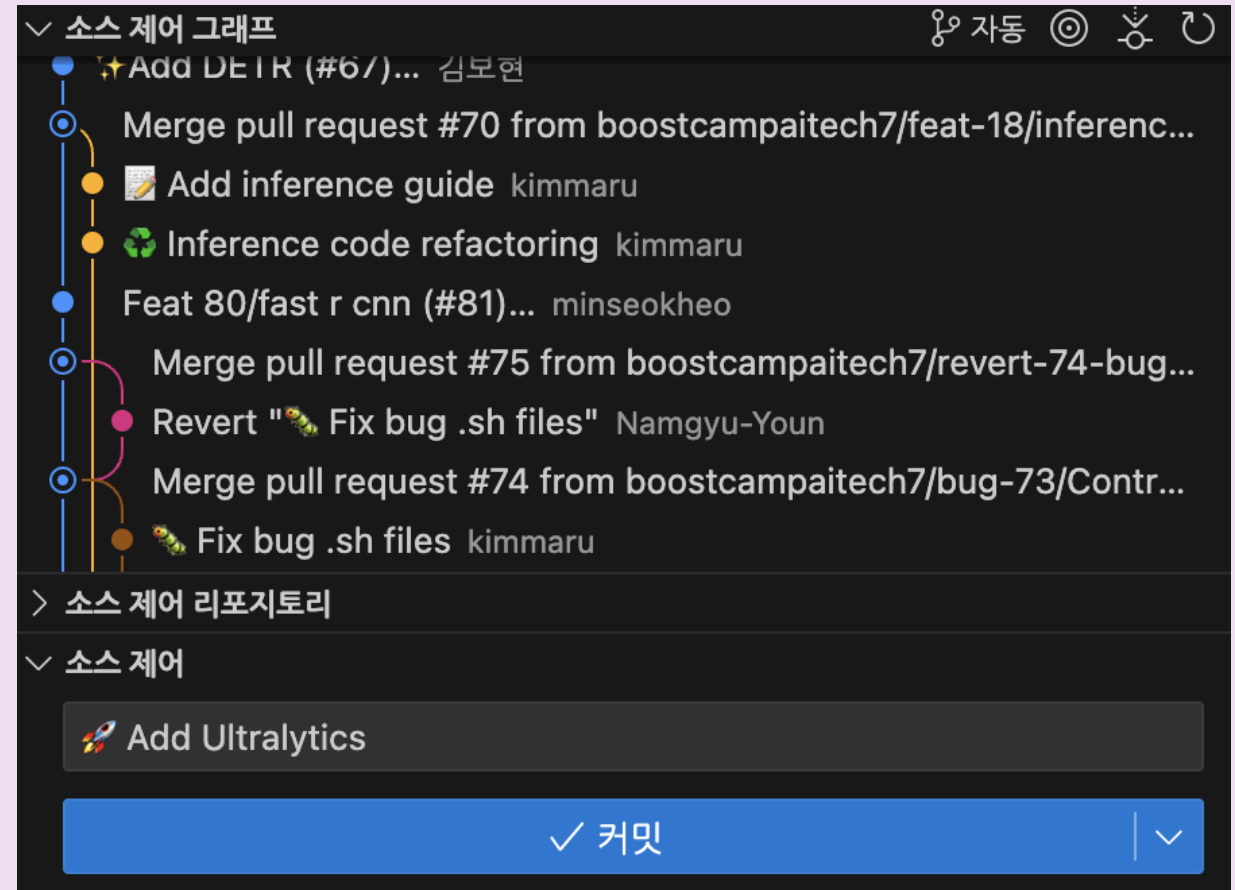 소스 제어 그래프 자동
✨Add DETR (#67)... 김보현
Merge pull request #70 from boostcampaitech7/feat-18/inferenc...
📝 Add inference guide kimmaru
♻️ Inference code refactoring kimmaru
Feat 80/fast r cnn (#81)... minseokheo
Merge pull request #75 from boostcampaitech7/revert-74-bug...
Revert "🐛 Fix bug .sh files" Namgyu-Youn
Merge pull request #74 from boostcampaitech7/bug-73/Contr...
🐛 Fix bug .sh files kimmaru
소스 제어 리포지토리
소스 제어
🚀 Add Ultralytics
커밋